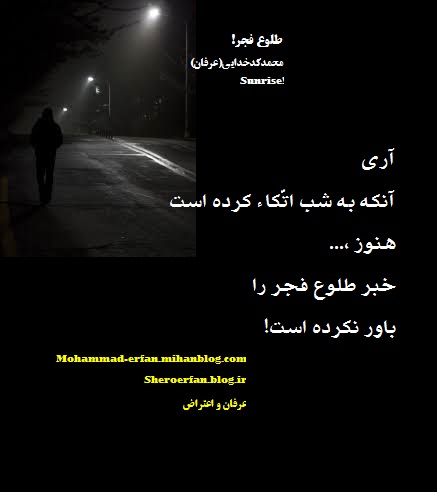 طلوع فجر!
محمدکدخدایی(عرفان)
Sunrise!
آری
آنکه به شب اتّکاء کرده است
هنوز ،...
خبر طلوع فجر را
باور نکرده است!
Mohammad-erfan.mihanblog.com
Sheroerfan.blog.ir
عرفان و اعتراض